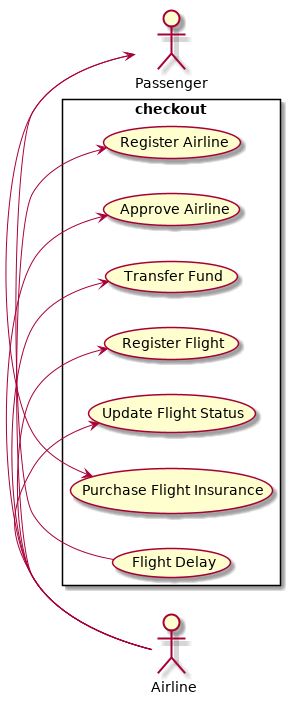 Passenger
checkout
Register Airline
Approve Airline
Transfer Fund
Register Flight
Update Flight Status
Purchase Flight Insurance
Flight Delay
Airline